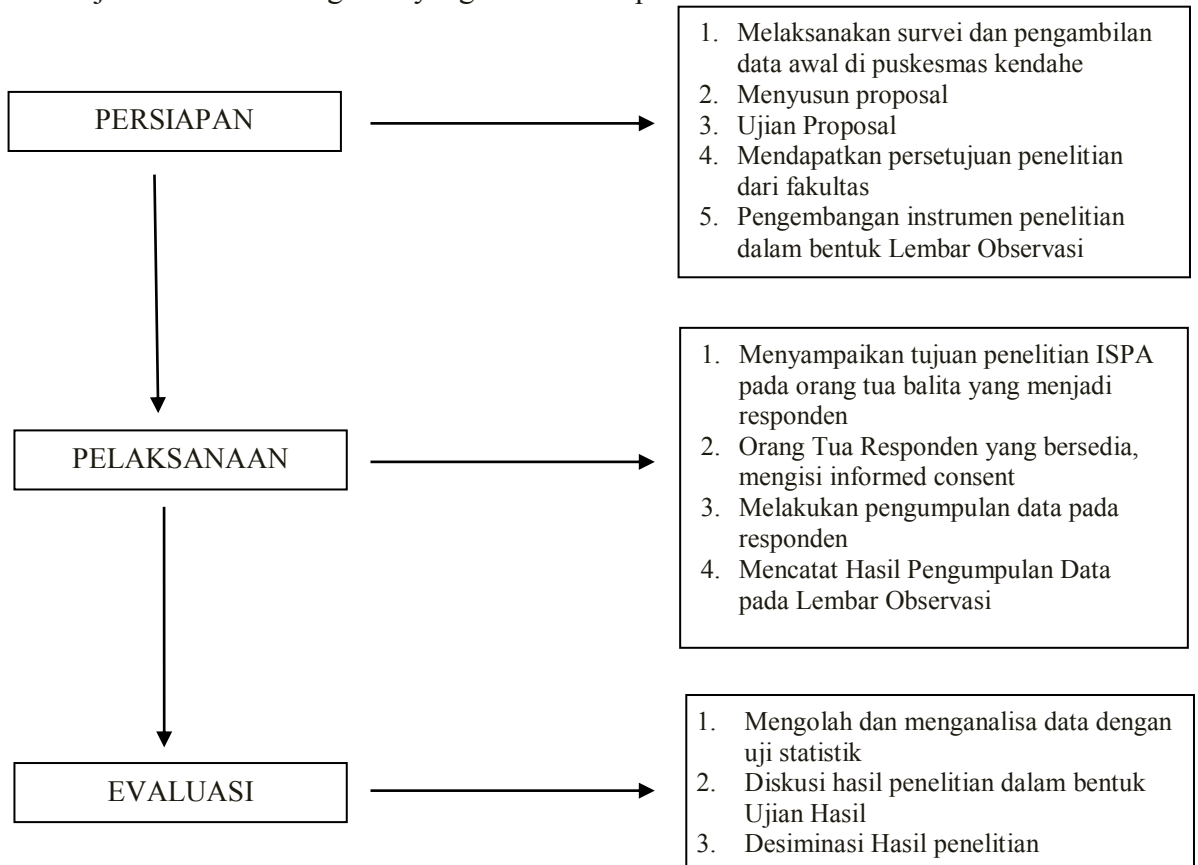 PERSIAPAN
1. Melaksanakan survei dan pengambilan
data awal di puskesmas kendahe
2. Menyusun proposal
3. Ujian Proposal
4. Mendapatkan persetujuan penelitian
dari fakultas
5. Pengembangan instrumen penelitian
dalam bentuk Lembar Observasi
PELAKSANAAN
1. Menyampaikan tujuan penelitian ISPA
pada orang tua balita yang menjadi
responden
2. Orang Tua Responden yang bersedia,
mengisi informed consent
3. Melakukan pengumpulan data pada
responden
4. Mencatat Hasil Pengumpulan Data
pada Lembar Observasi
EVALUASI
1. Mengolah dan menganalisa data dengan
uji statistik
2. Diskusi hasil penelitian dalam bentuk
Ujian Hasil
3. Desiminasi Hasil penelitian